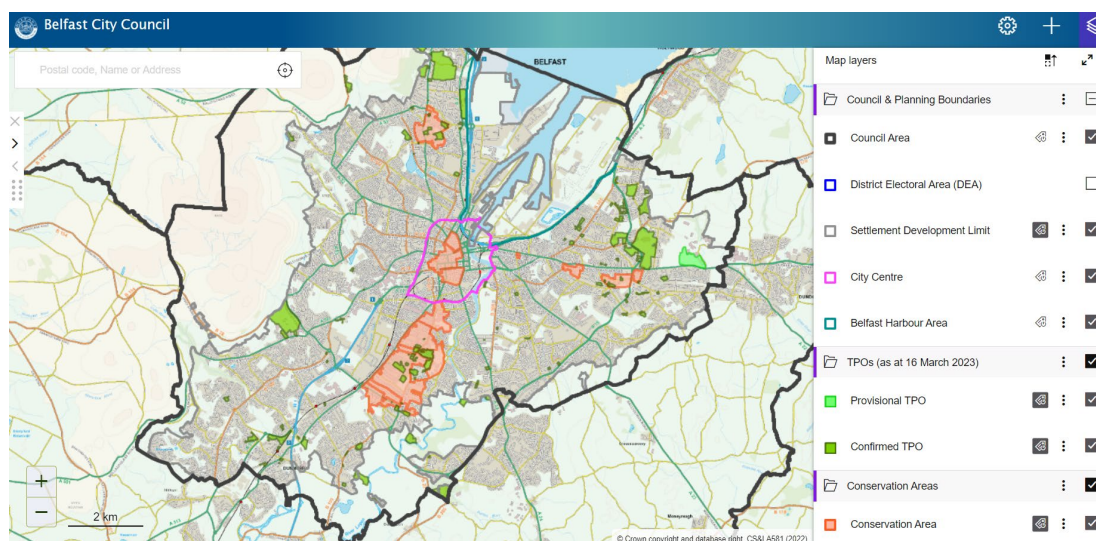 Belfast City Council
Postal code, Name or Address
BELFAST
Map layers
Council & Planning Boundaries
Council Area
District Electoral Area (DEA)
Settlement Development Limit
City Centre
Belfast Harbour Area
TPOs (as at 16 March 2023)
Provisional TPO
Confirmed TPO
Conservation Areas
Conservation Area
+
−
2 km
© Crown copyright and database right, CS&LA581 (2022)